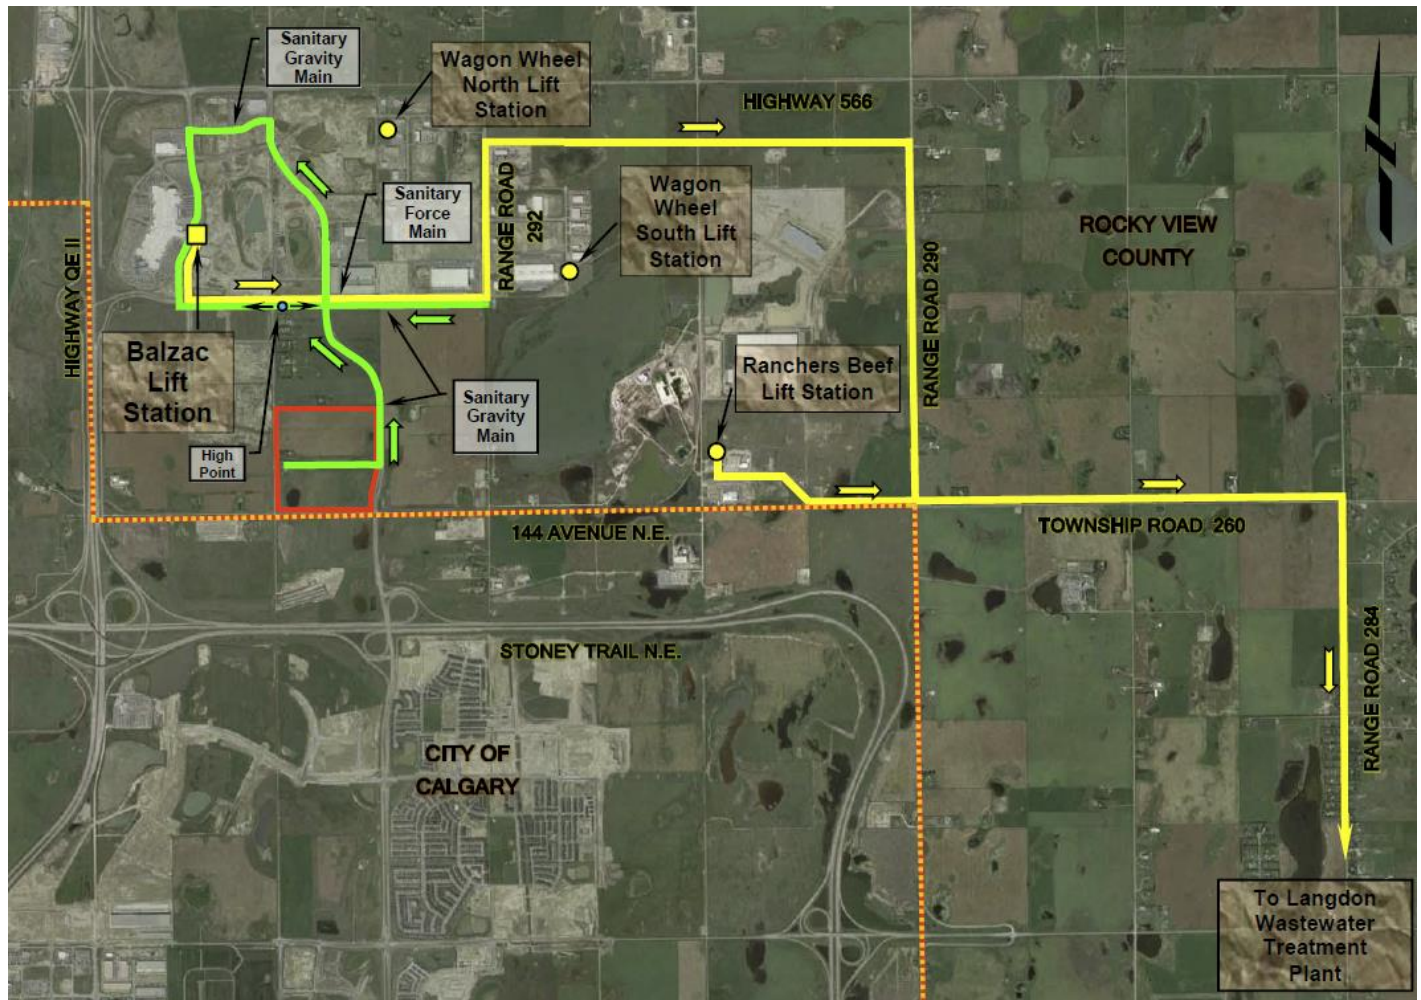 Sanitary
Gravity
Main
Wagon Wheel
North Lift
Station
HIGHWAY 566
Sanitary
Force
Main
RANGE ROAD
292
Wagon
Wheel
South Lift
Station
ROCKY VIEW
COUNTY
HIGHWAY QE II
RANGE ROAD 290
Balzac
Lift
Station
High
Point
Sanitary
Gravity
Main
Ranchers Beef
Lift Station
144 AVENUE N.E.
TOWNSHIP ROAD 260
STONEY TRAIL N.E.
RANGE ROAD 284
CITY OF
CALGARY
To Langdon
Wastewater
Treatment
Plant